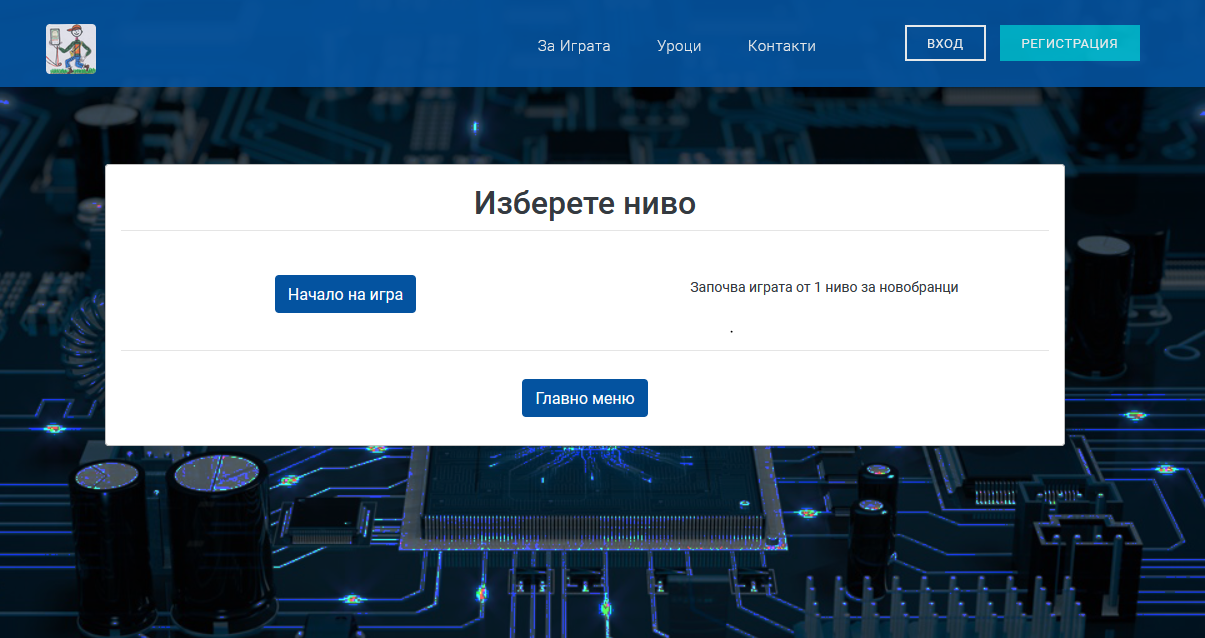 За Играта
Уроци
Контакти
ВХОД
РЕГИСТРАЦИЯ
Изберете ниво
Начало на игра
Започва играта от 1 ниво за новобранци
.
Главно меню